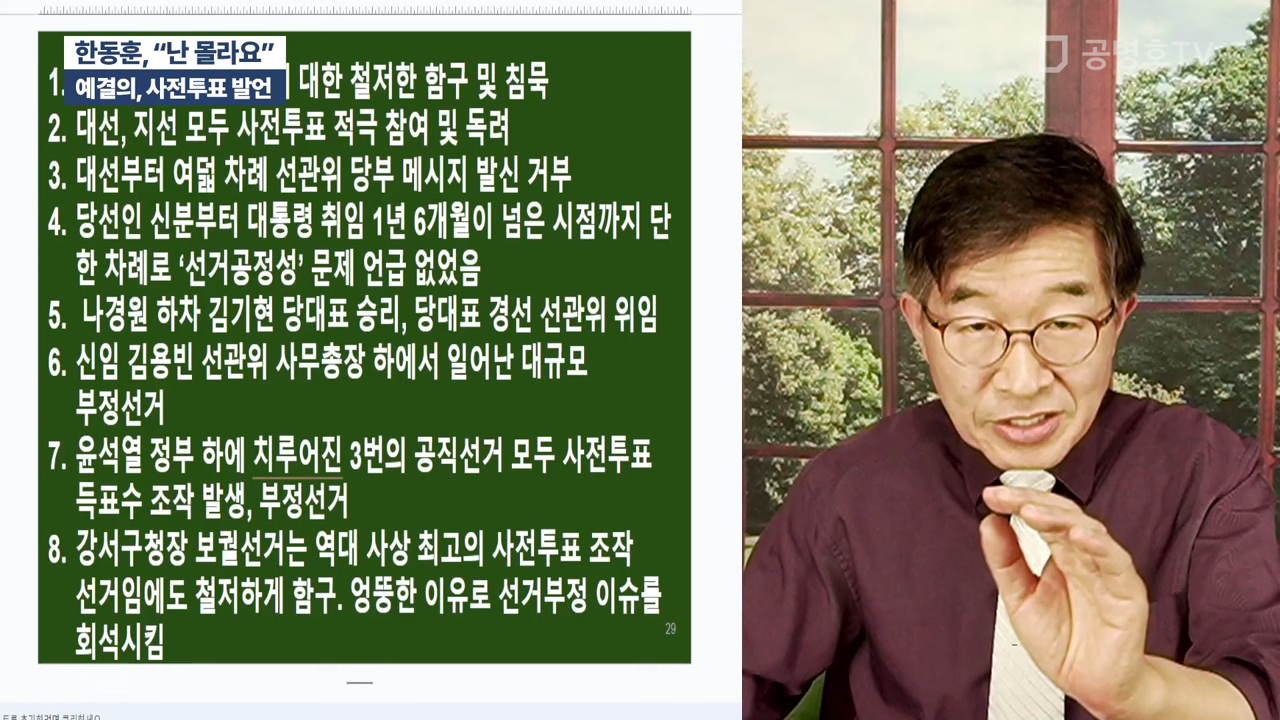 한동훈, “난 몰라요”
예결의, 사전투표 발언
공병호TV
1. 대한 철저한 함구 및 침묵
2. 대선, 지선 모두 사전투표 적극 참여 및 독려
3. 대선부터 여덟 차례 선관위 당부 메시지 발신 거부
4. 당선인 신분부터 대통령 취임 1년 6개월이 넘은 시점까지 단
한 차례로 ‘선거공정성’ 문제 언급 없었음
5. 나경원 하차 김기현 당대표 승리, 당대표 경선 선관위 위임
6. 신임 김용빈 선관위 사무총장 하에서 일어난 대규모
부정선거
7. 윤석열 정부 하에 치루어진 3번의 공직선거 모두 사전투표
득표수 조작 발생, 부정선거
8. 강서구청장 보궐선거는 역대 사상 최고의 사전투표 조작
선거임에도 철저하게 함구. 엉뚱한 이유로 선거부정 이슈를
희석시킴
29